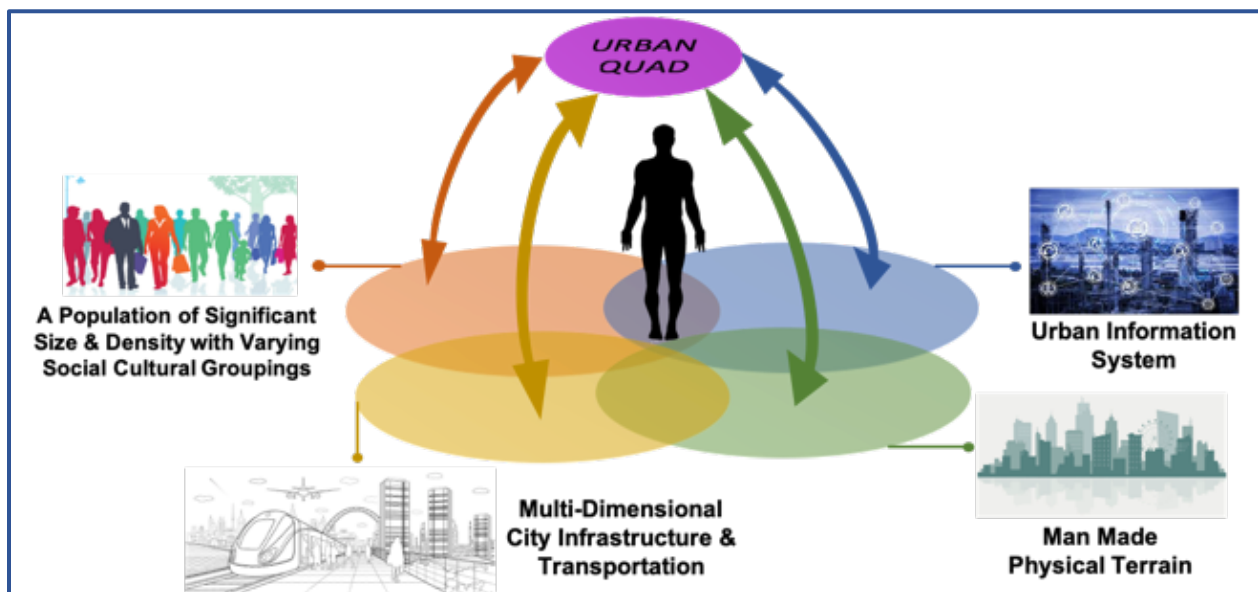 URBAN
QUAD
A Population of Significant
Size & Density with Varying
Social Cultural Groupings
Urban Information
System
Multi-Dimensional
City Infrastructure &
Transportation
Man Made
Physical Terrain